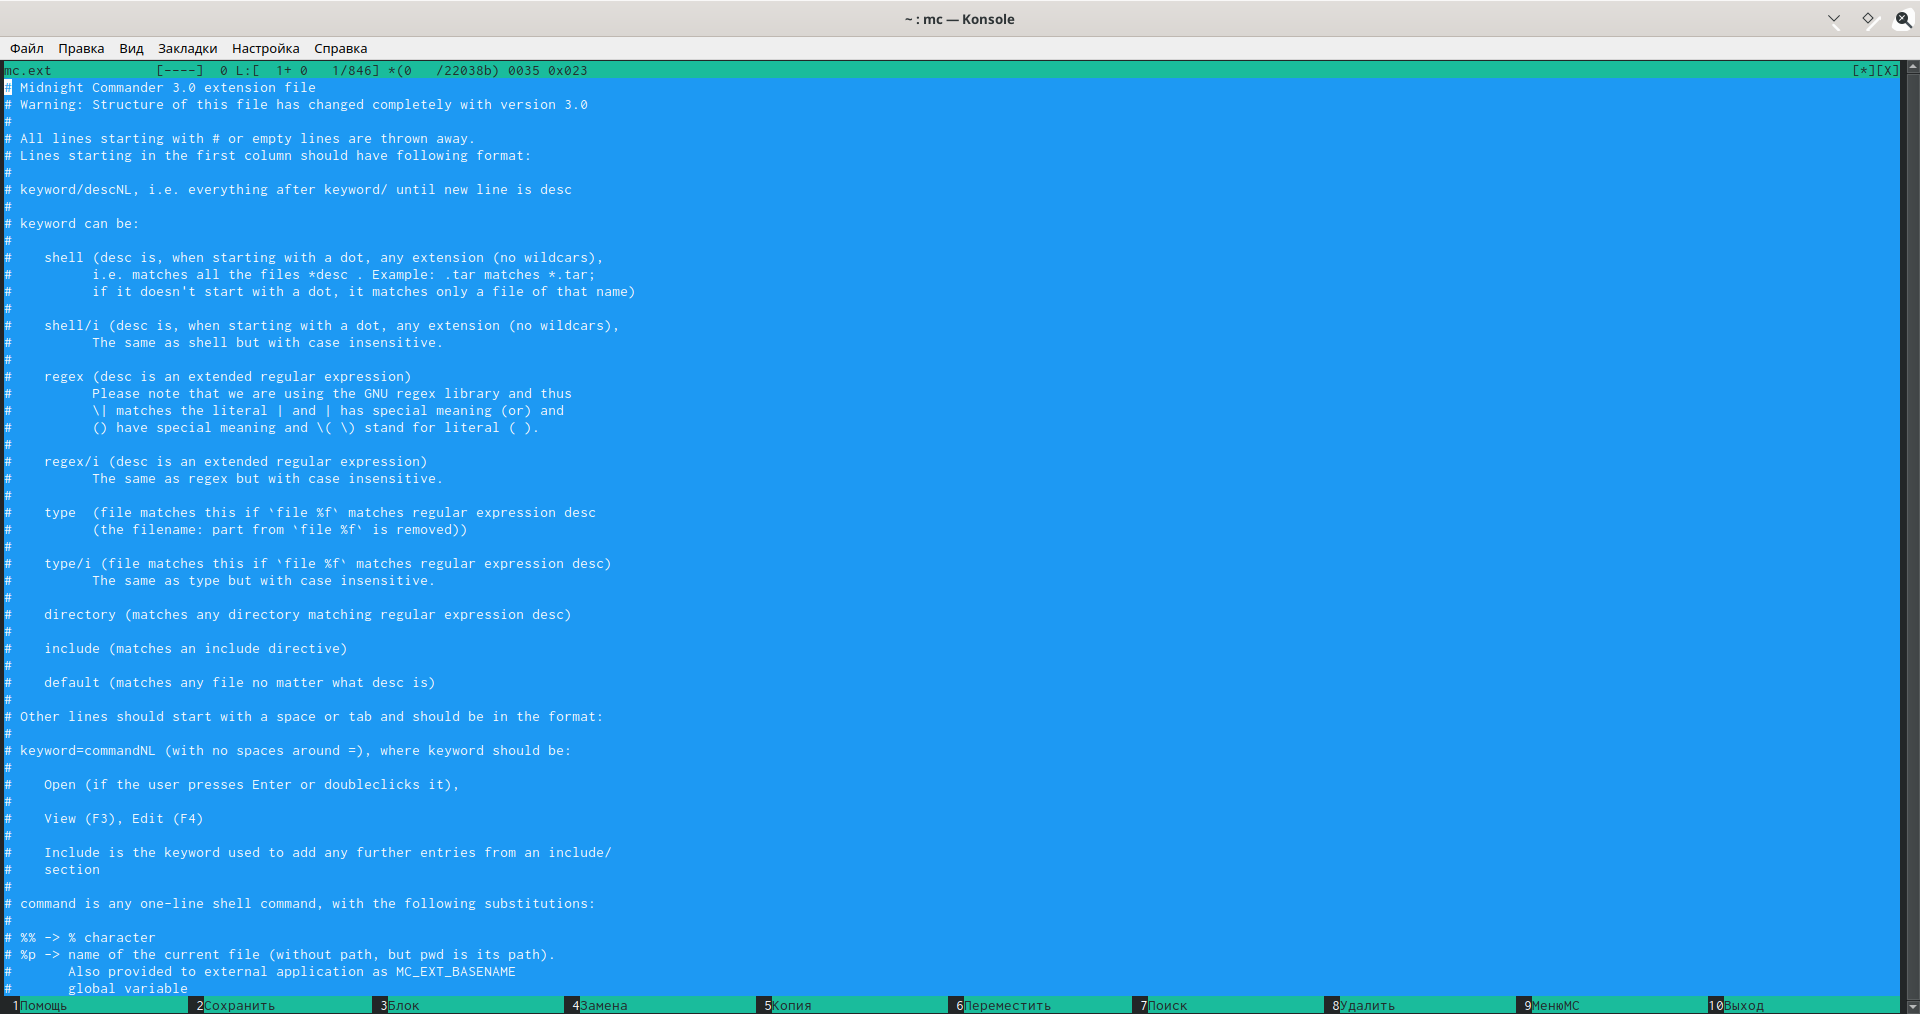 ~ : mc — Konsole
Файл Правка Вид Закладки Настройка Справка
mc.ext [----] 0 L:[ 1+ 0 1/846] *(0 /22038b) 0035 0x023 [*][X]
# Midnight Commander 3.0 extension file
# Warning: Structure of this file has changed completely with version 3.0
#
# All lines starting with # or empty lines are thrown away.
# Lines starting in the first column should have following format:
#
# keyword/descNL, i.e. everything after keyword/ until new line is desc
#
# keyword can be:
#
#    shell (desc is, when starting with a dot, any extension (no wildcars),
#          i.e. matches all the files *desc . Example: .tar matches *.tar;
#          if it doesn't start with a dot, it matches only a file of that name)
#
#    shell/i (desc is, when starting with a dot, any extension (no wildcars),
#          The same as shell but with case insensitive.
#
#    regex (desc is an extended regular expression)
#          Please note that we are using the GNU regex library and thus
#          \| matches the literal | and | has special meaning (or) and
#          () have special meaning and \( \) stand for literal ( ).
#
#    regex/i (desc is an extended regular expression)
#          The same as regex but with case insensitive.
#
#    type  (file matches this if `file %f` matches regular expression desc
#          (the filename: part from `file %f` is removed))
#
#    type/i (file matches this if `file %f` matches regular expression desc)
#          The same as type but with case insensitive.
#
#    directory (matches any directory matching regular expression desc)
#
#    include (matches an include directive)
#
#    default (matches any file no matter what desc is)
#
# Other lines should start with a space or tab and should be in the format:
#
# keyword=commandNL (with no spaces around =), where keyword should be:
#
#    Open (if the user presses Enter or doubleclicks it),
#
#    View (F3), Edit (F4)
#
#    Include is the keyword used to add any further entries from an include/
#    section
#
# command is any one-line shell command, with the following substitutions:
#
# %% -> % character
# %p -> name of the current file (without path, but pwd is its path).
#       Also provided to external application as MC_EXT_BASENAME
#       global variable
1Помощь 2Сохранить 3Блок 4Замена 5Копия 6Переместить 7Поиск 8Удалить 9МенюMC 10Выход